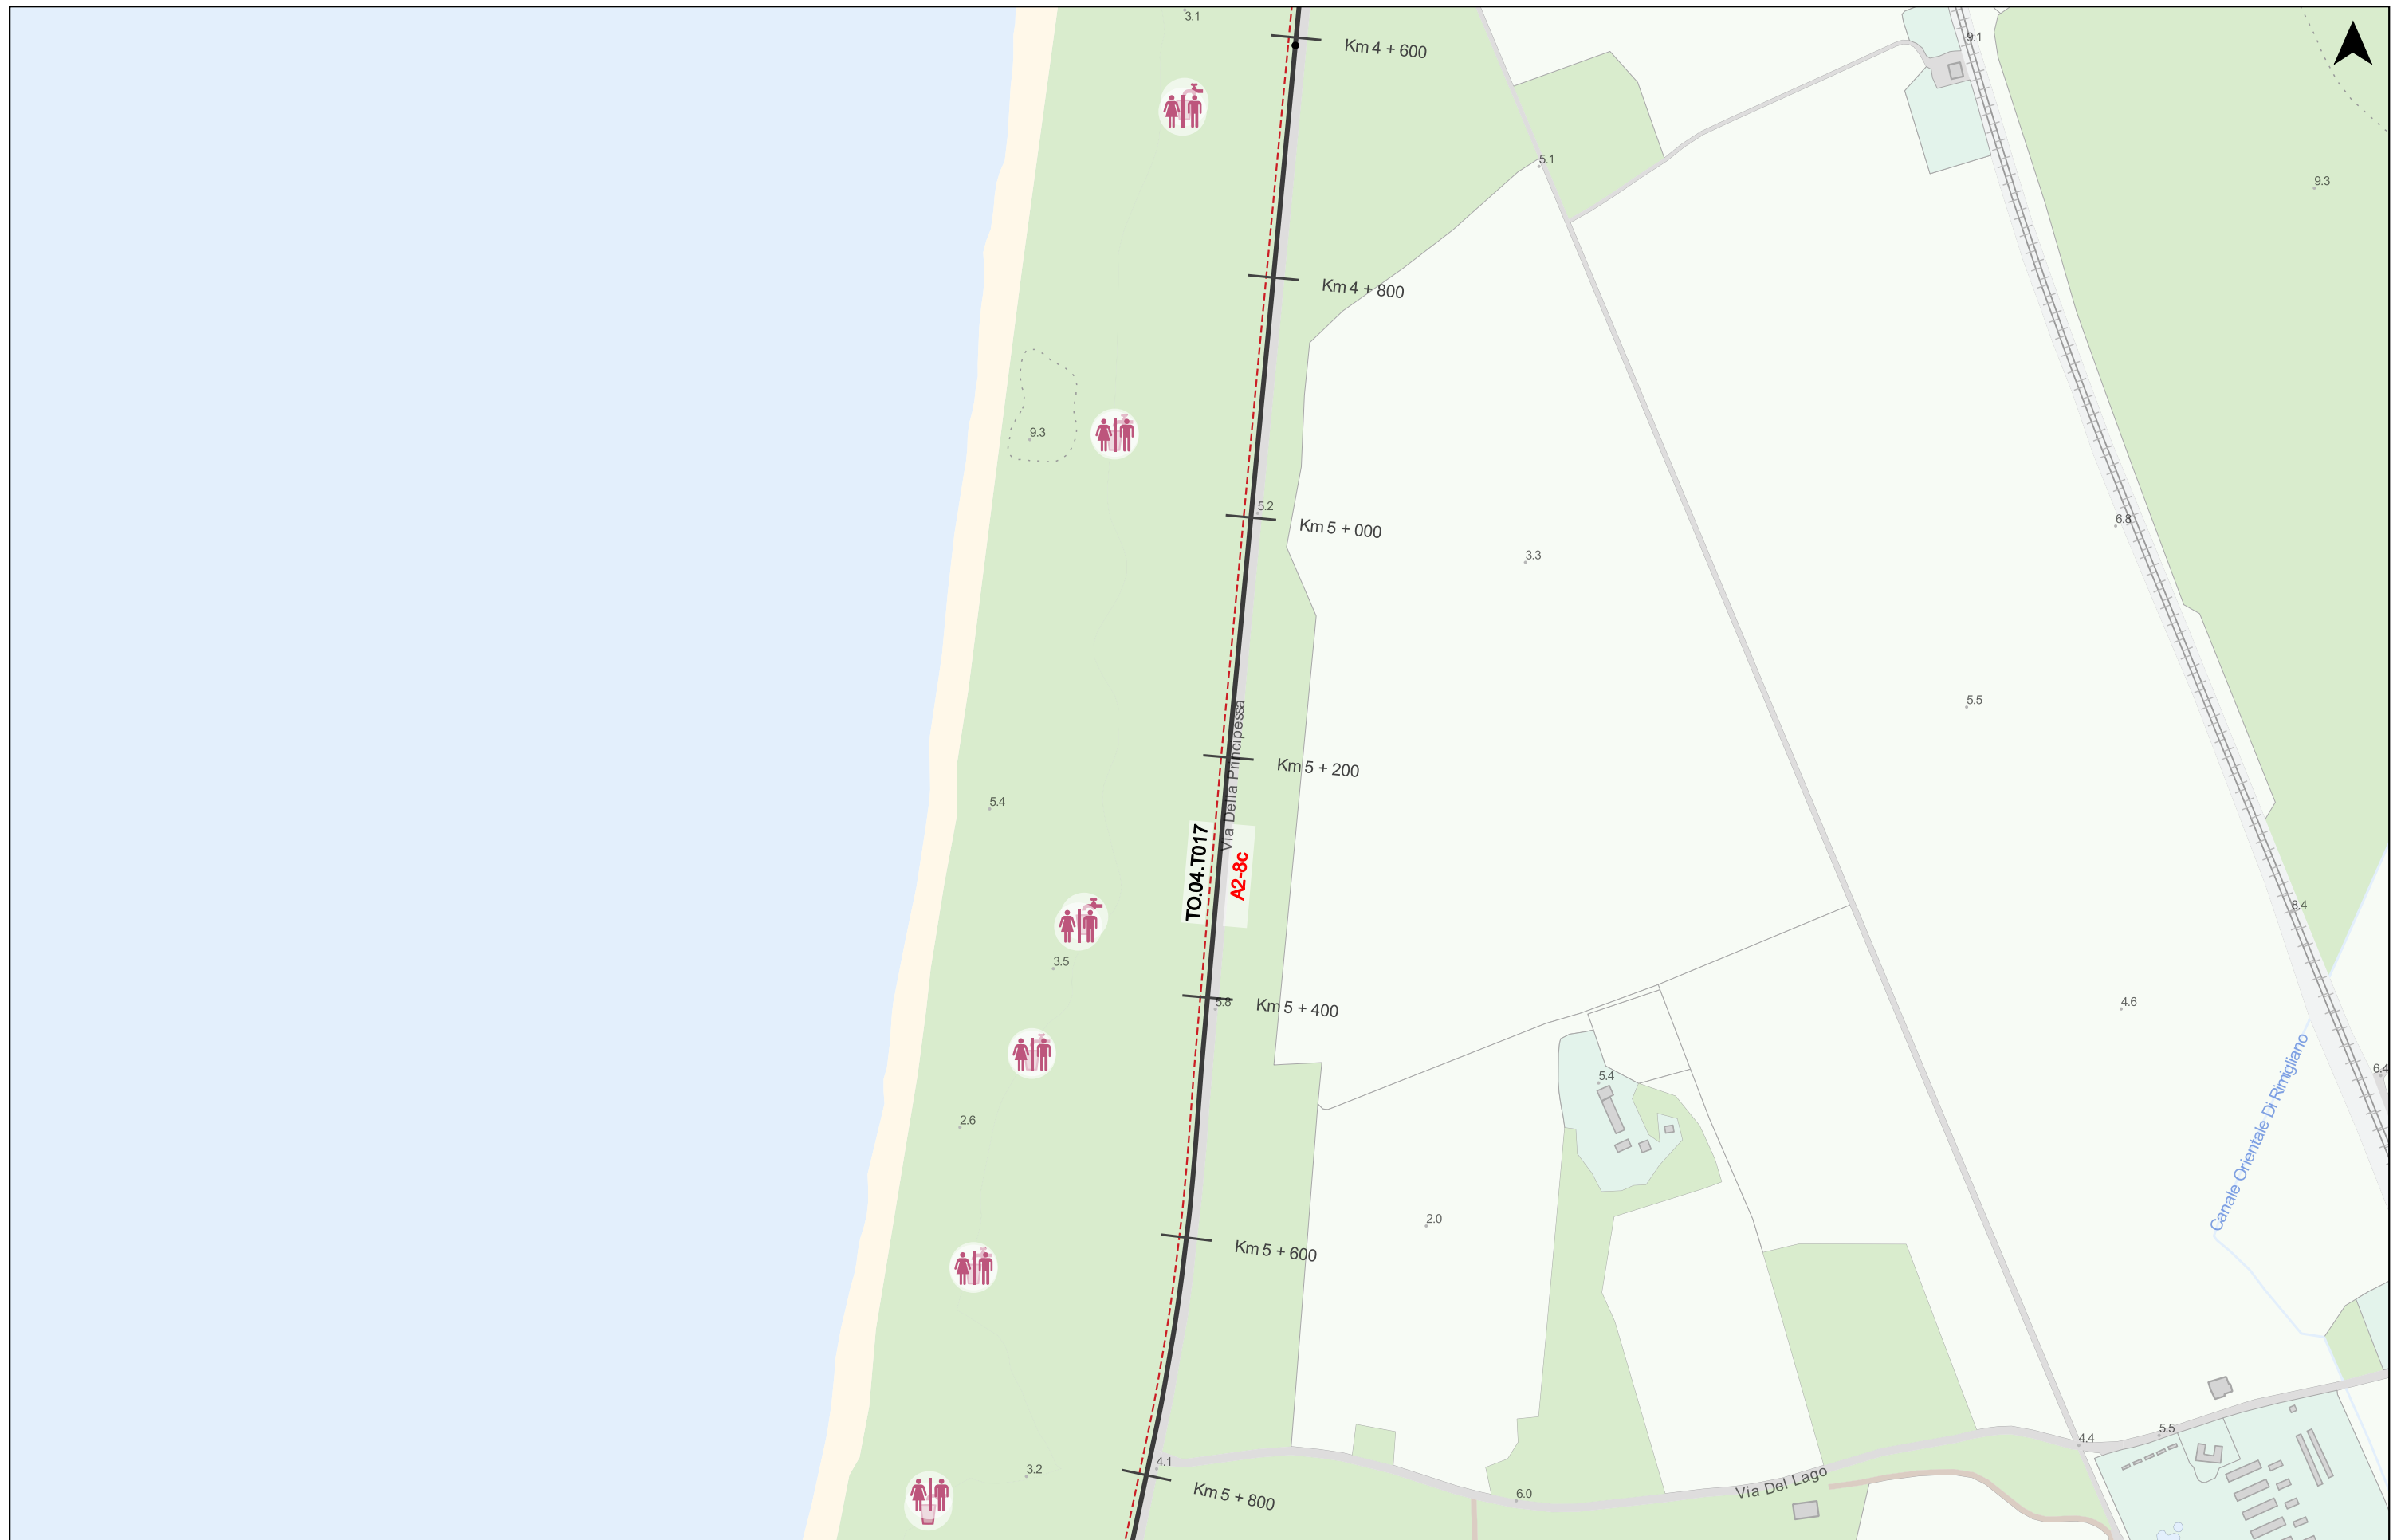 3.1
Km 4 + 600
9.1
5.1
9.3
Km 4 + 800
9.3
5.2
Km 5 + 000
6.8
3.3
5.5
Via Della Principessa
Km 5 + 200
5.4
TO.04.T017
A2-8c
8.4
3.5
5.8
Km 5 + 400
4.6
Canale Orientale Di Rimigliano
5.4
6.4
2.6
2.0
Km 5 + 600
4.4
5.5
4.1
3.2
Via Del Lago
Km 5 + 800
6.0